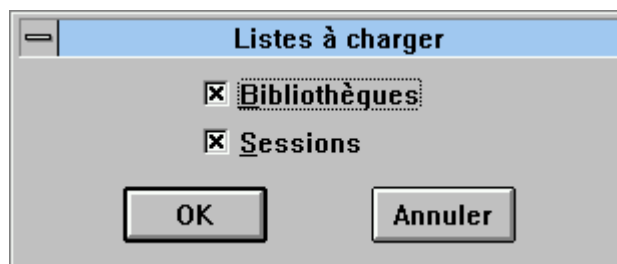 Listes à charger
Bibliothèques
Sessions
OK Annuler